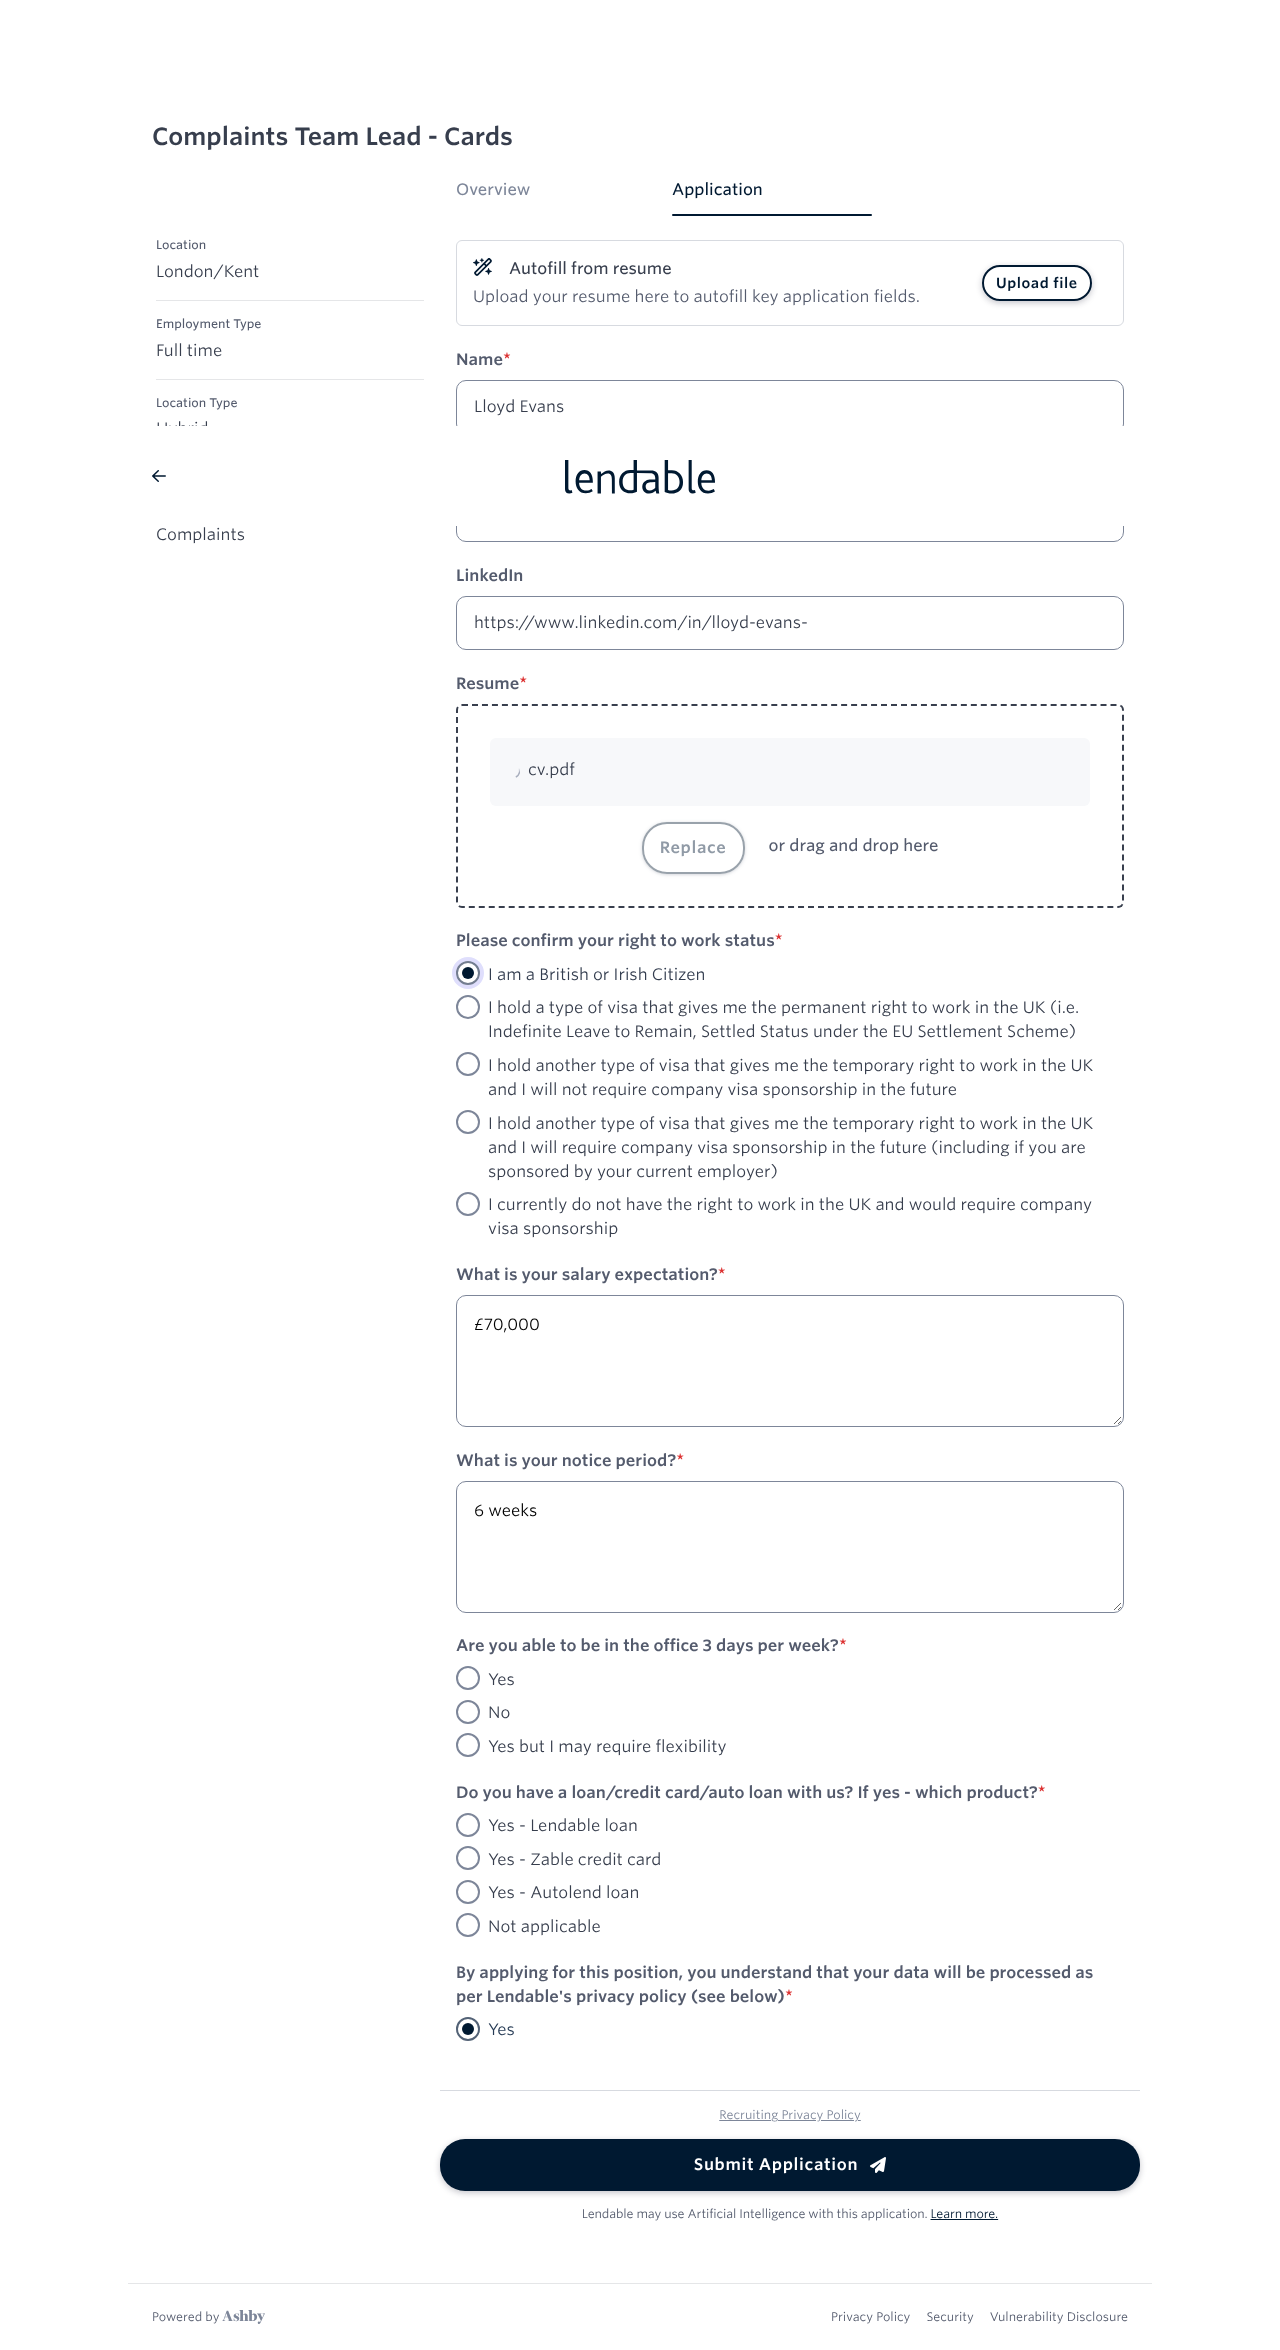 Complaints Team Lead - Cards
Overview
Application
Location
London/Kent
Employment Type
Full time
Location Type
Autofill from resume
Upload your resume here to autofill key application fields.
Upload file
Name*
Lloyd Evans
lendable
Complaints
LinkedIn
https://www.linkedin.com/in/lloyd-evans-
Resume*
cv.pdf
Replace
or drag and drop here
Please confirm your right to work status*
I am a British or Irish Citizen
I hold a type of visa that gives me the permanent right to work in the UK (i.e.
Indefinite Leave to Remain, Settled Status under the EU Settlement Scheme)
I hold another type of visa that gives me the temporary right to work in the UK
and I will not require company visa sponsorship in the future
I hold another type of visa that gives me the temporary right to work in the UK
and I will require company visa sponsorship in the future (including if you are
sponsored by your current employer)
I currently do not have the right to work in the UK and would require company
visa sponsorship
What is your salary expectation?*
£70,000
What is your notice period?*
6 weeks
Are you able to be in the office 3 days per week?*
Yes
No
Yes but I may require flexibility
Do you have a loan/credit card/auto loan with us? If yes - which product?*
Yes - Lendable loan
Yes - Zable credit card
Yes - Autolend loan
Not applicable
By applying for this position, you understand that your data will be processed as
per Lendable's privacy policy (see below)*
Yes
Recruiting Privacy Policy
Submit Application
Lendable may use Artificial Intelligence with this application. Learn more.
Powered by Ashby
Privacy Policy
Security
Vulnerability Disclosure